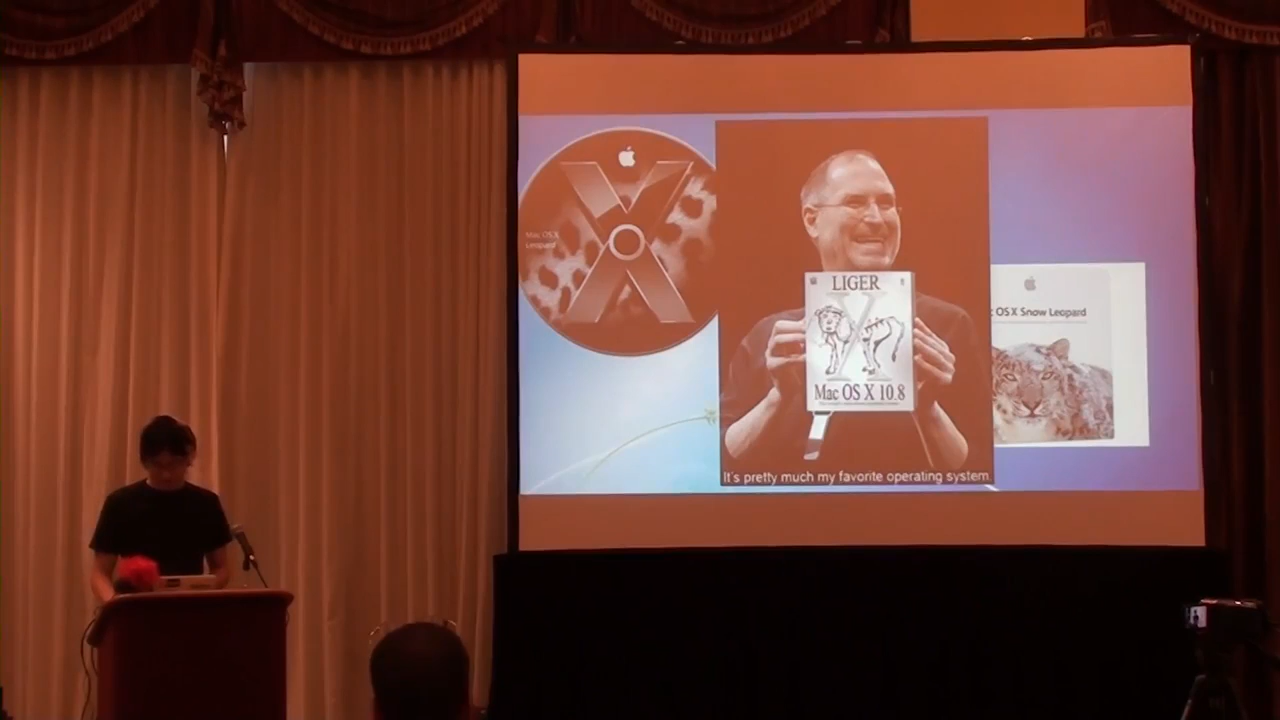 Mac OS X
Leopard
LIGER
Mac OS X 10.8
OS X Snow Leopard
It's pretty much my favorite operating system